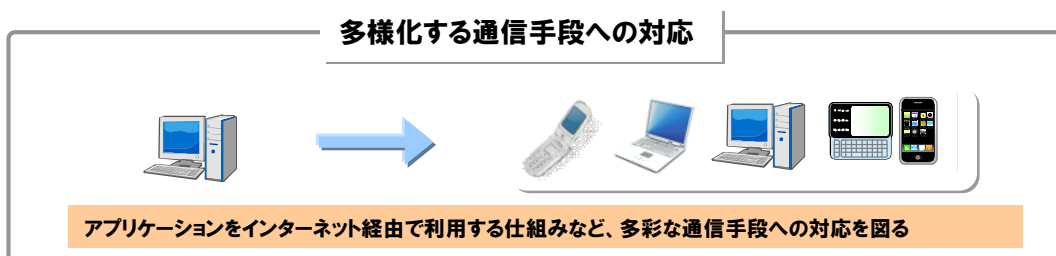 多様化する通信手段への対応
アプリケーションをインターネット経由で利用する仕組みなど、多彩な通信手段への対応を図る